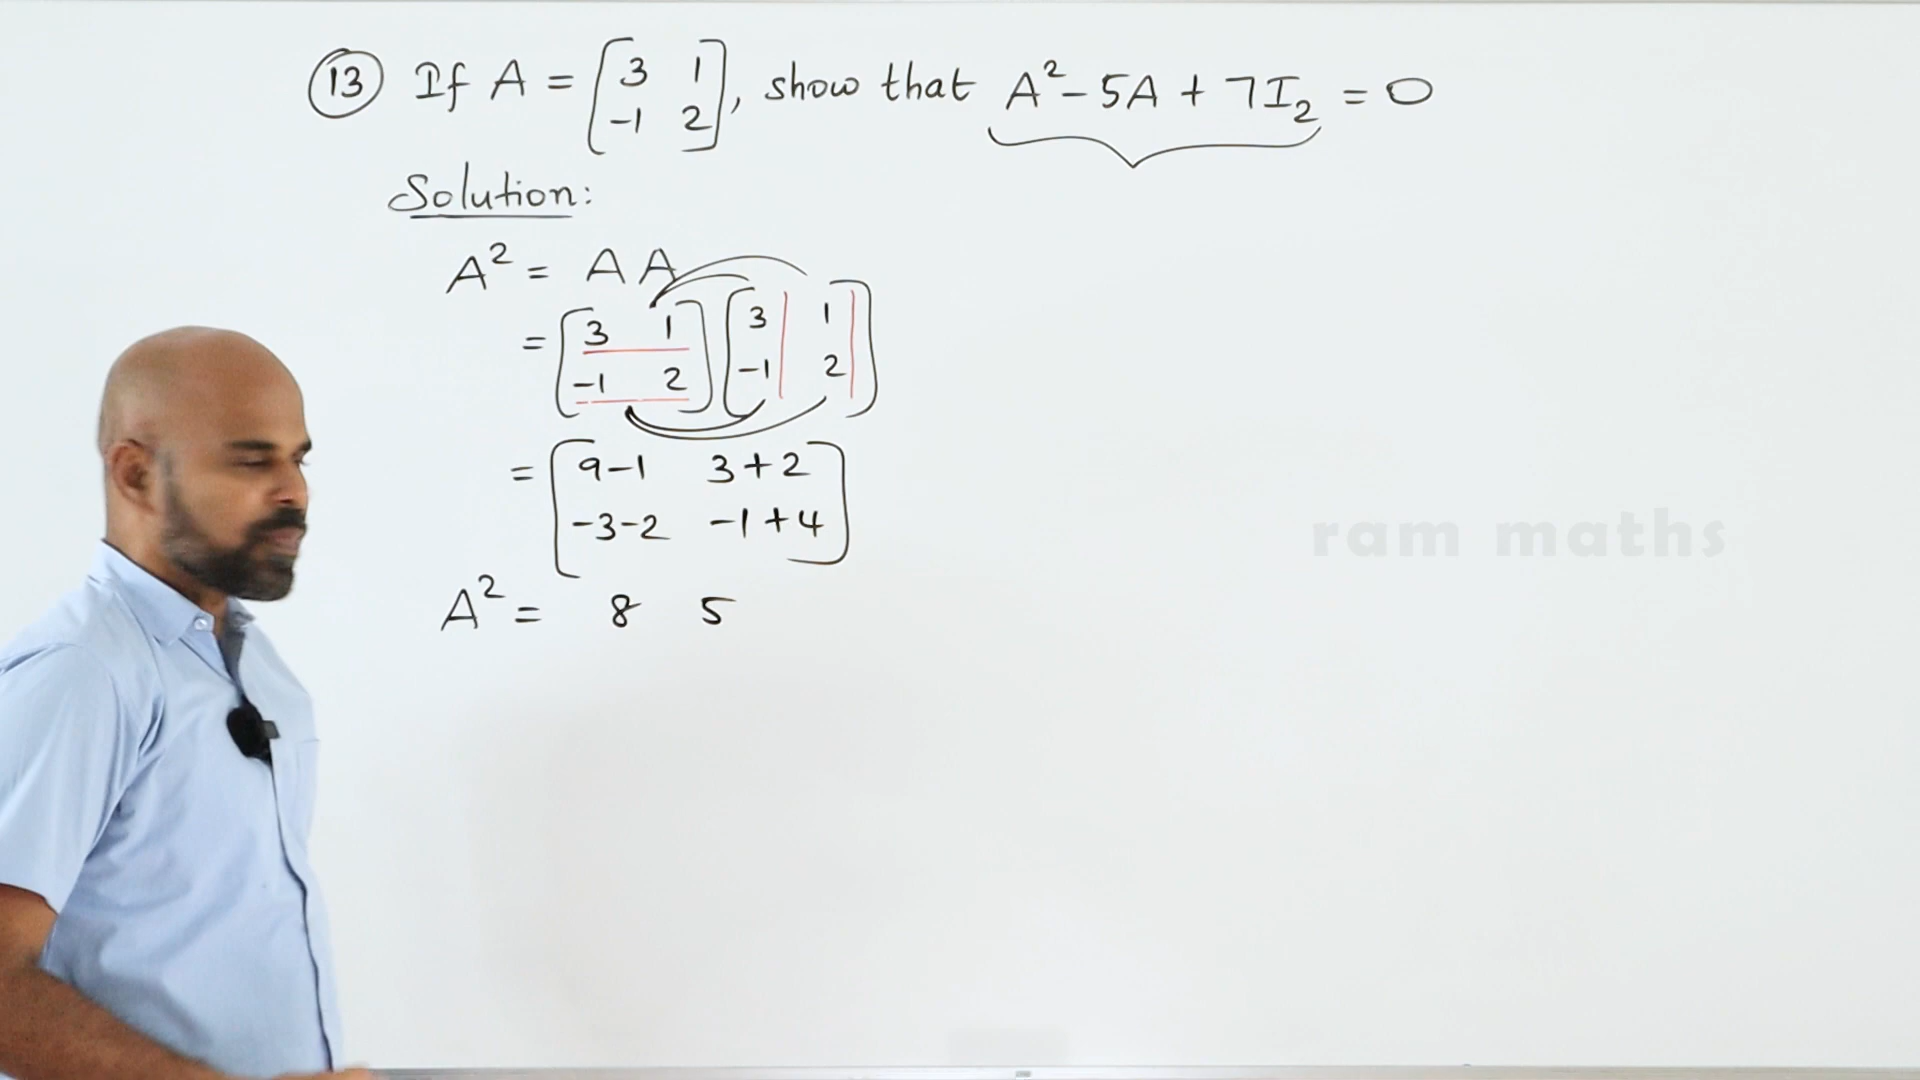 13 If A = [3 1
-1 2], show that A² - 5A + 7I₂ = 0
Solution:
A² = A A
= [3 1
-1 2] [3 1
-1 2]
= [9-1 3+2
-3-2 -1+4]
A² = 8 5
ram maths